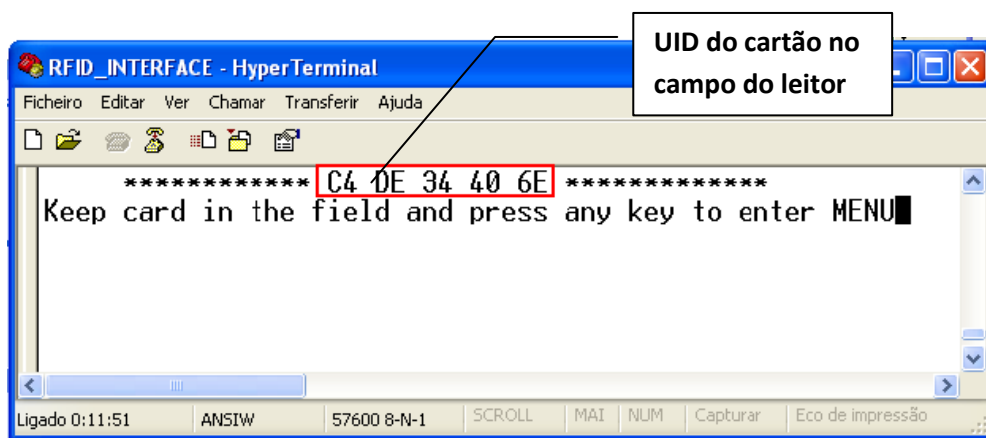 UID do cartão no
campo do leitor
RFID_INTERFACE - HyperTerminal
Ficheiro Editar Ver Chamar Transferir Ajuda
************ C4 DE 34 40 6E *************
Keep card in the field and press any key to enter MENU
Ligado 0:11:51 ANSIW 57600 8-N-1 SCROLL MAI NUM Capturar Eco de impressão